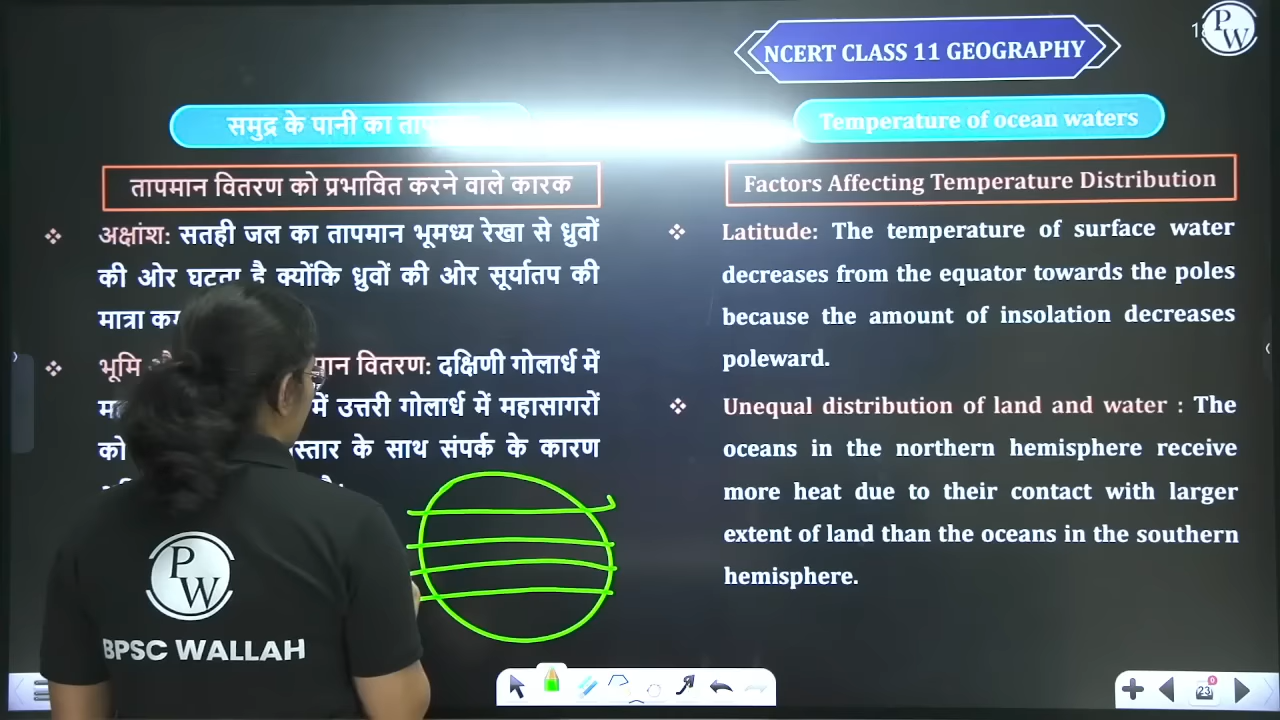 NCERT CLASS 11 GEOGRAPHY
PW
समुद्र के पानी का
Temperature of ocean waters
तापमान वितरण को प्रभावित करने वाले कारक
अक्षांश: सतही जल का तापमान भूमध्य रेखा से ध्रुवों
की ओर घटता है क्योंकि ध्रुवों की ओर सूर्यातप की
मात्रा
भूमि वितरण: दक्षिणी गोलार्ध में
में उत्तरी गोलार्ध में महासागरों
को के साथ संपर्क के कारण
Factors Affecting Temperature Distribution
Latitude: The temperature of surface water
decreases from the equator towards the poles
because the amount of insolation decreases
poleward.
Unequal distribution of land and water : The
oceans in the northern hemisphere receive
more heat due to their contact with larger
extent of land than the oceans in the southern
hemisphere.
PW
BPSC WALLAH
23
0